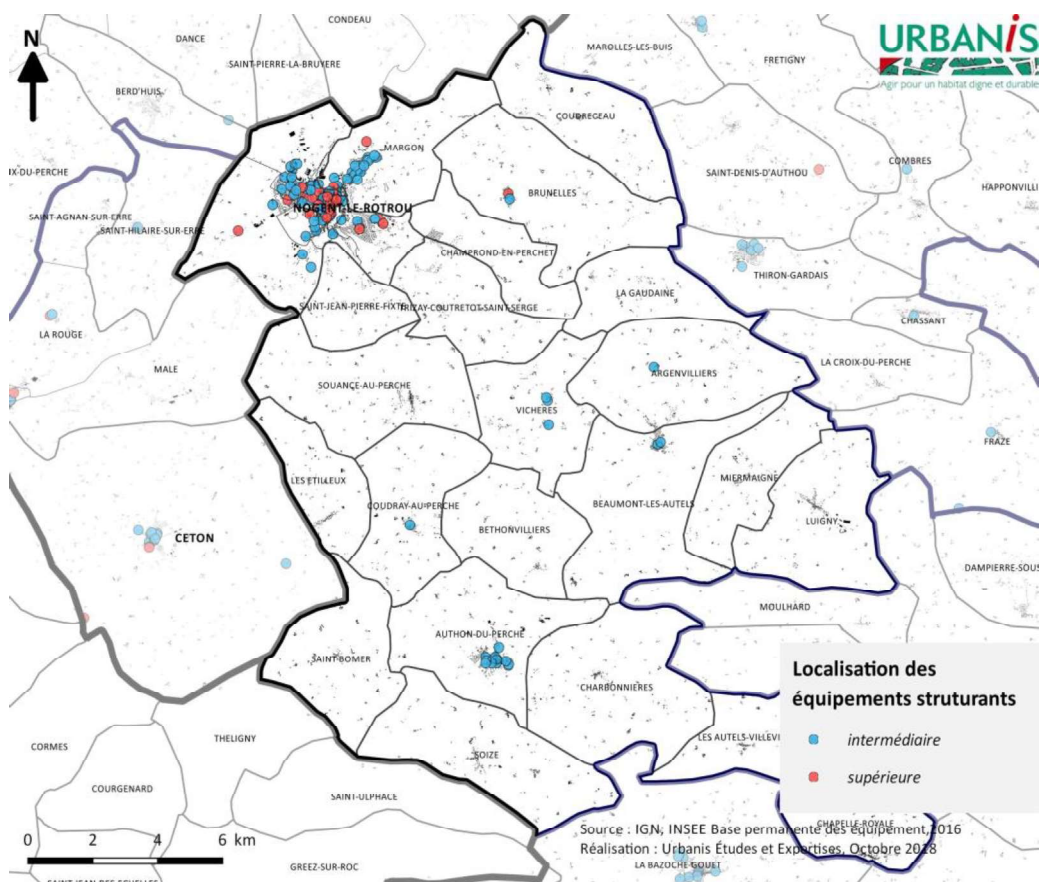 CONDEAU
N
DANCE
MAROLLES-LES-BUIS
URBANiS
Agir pour un habitat digne et durable
SAINT-PIERRE-LA-BRUYERE
FRETIGNY
BERD'HUIS
COUDRECEAU
MARGON
COMBRES
IX-DU-PERCHE
SAINT-DENIS-D'AUTHOU
BRUNELLES
HAPPONVILL
NOGENT-LE-ROTROU
SAINT-AGNAN-SUR-ERRE
SAINT-HILAIRE-SUR-ERRE
CHAMPROND-EN-PERCHET
THIRON-GARDAIS
LA GAUDAINE
SAINT-JEAN-PIERRE-FIXTE
TRIZAY-COUTRETOT-SAINT-SERGE
CHASSANT
LA ROUGE
MALE
LA CROIX-DU-PERCHE
ARGENVILLIERS
SOUANCE-AU-PERCHE
VICHERES
FRAZE
MIERMAIGNE
LES ETILLEUX
COUDRAY-AU-PERCHE
BEAUMONT-LES-AUTELS
LUIGNY
BETHONVILLIERS
CETON
DAMPIERRE-SOUS
MOULHARD
AUTHON-DU-PERCHE
SAINT-BOMER
CHARBONNIERES
Localisation des
équipements struturants
THELIGNY
LES AUTELS-VILLEVI
intermédiaire
CORMES
SOIZE
supérieure
COURGENARD
SAINT-ULPHACE
CHAPELLE-ROYALE
0 2 4 6 km
Source : IGN, INSEE Base permanente des équipement,2016
Réalisation : Urbanis Études et Expertises, Octobre 2018
GREEZ-SUR-ROC
LA BAZOCHE-GOUET
SAINT-JEAN-DES-ECHELLES